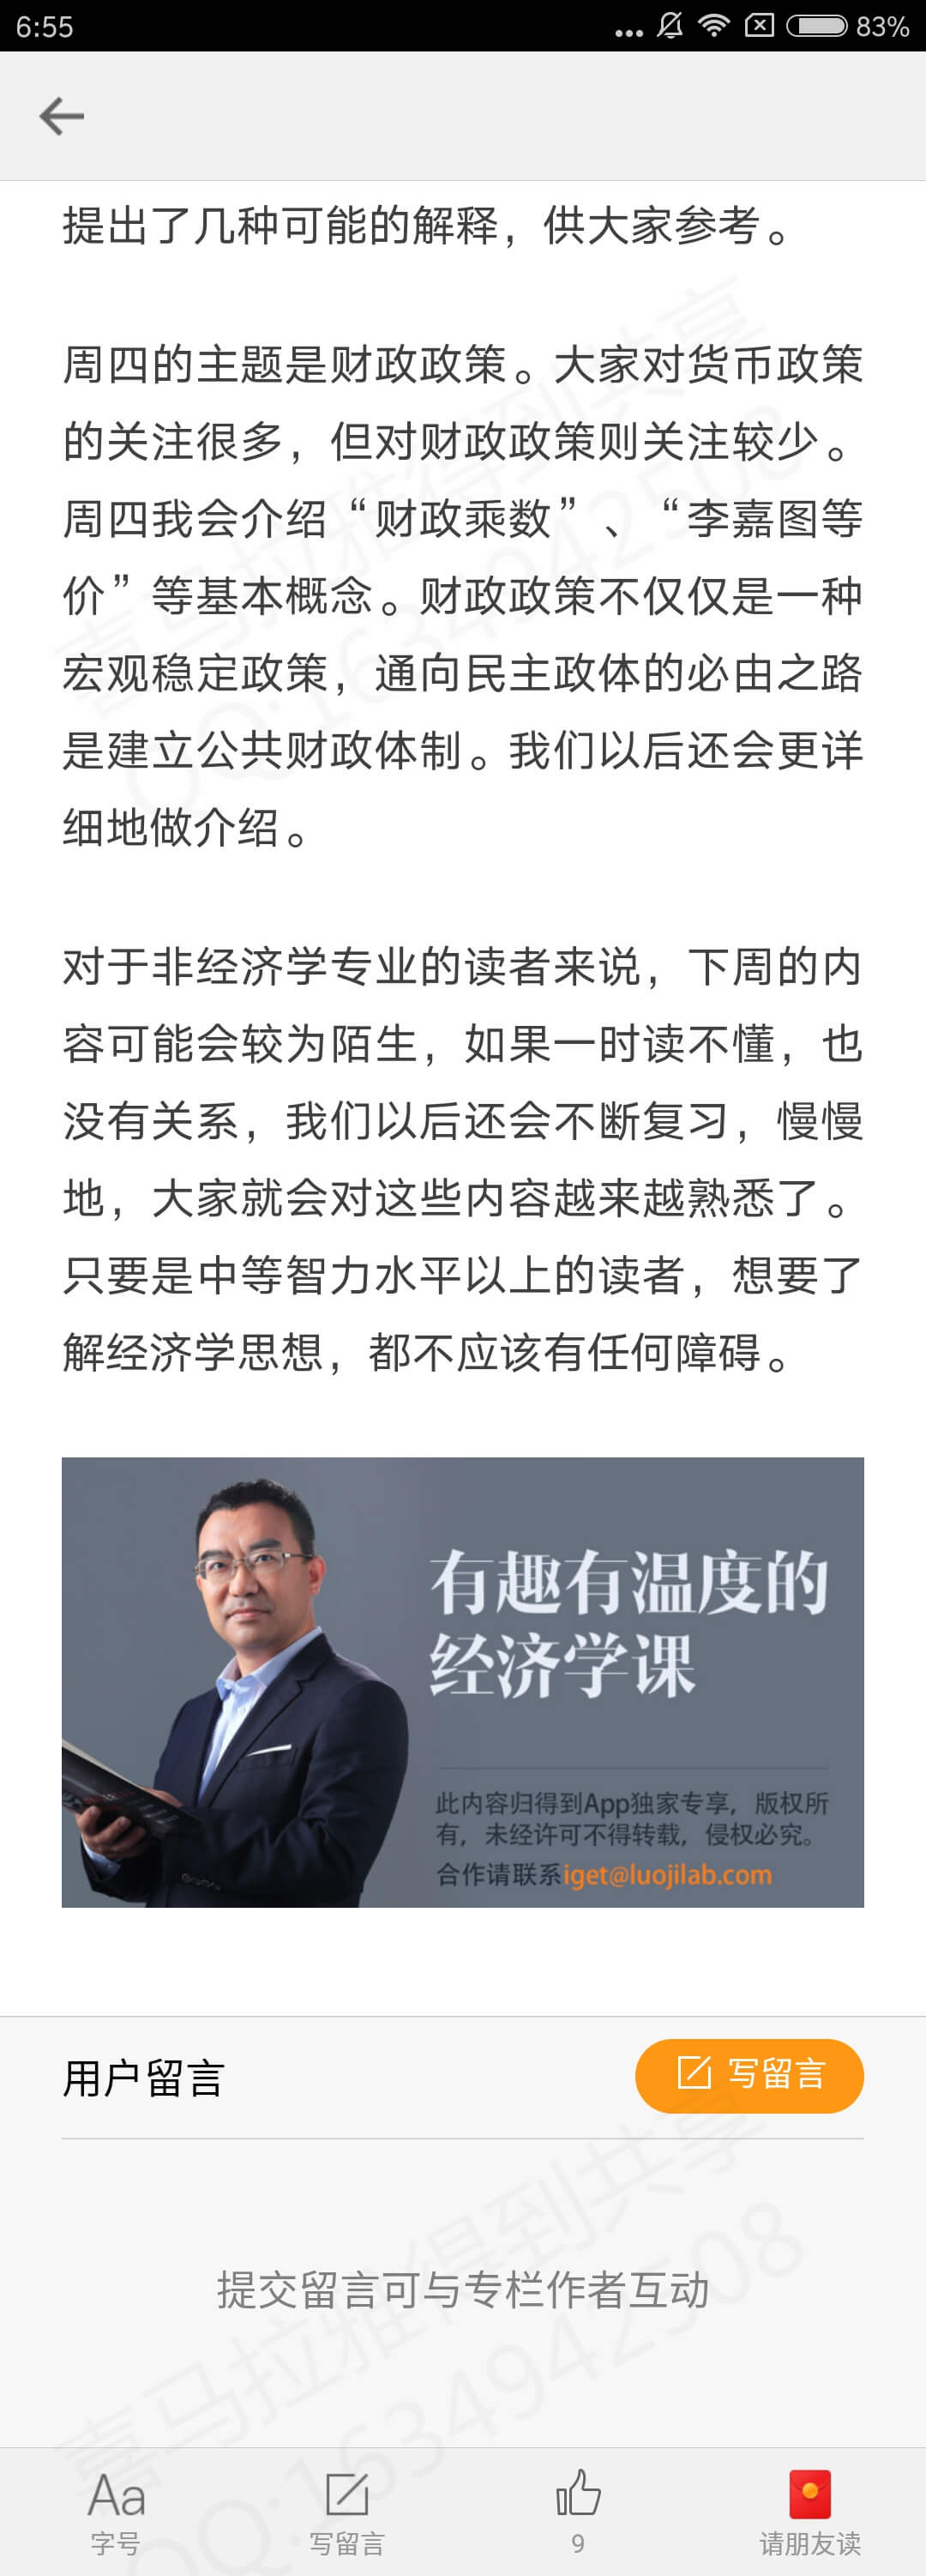 6:55
83%
提出了几种可能的解释，供大家参考。
周四的主题是财政政策。大家对货币政策
的关注很多，但对财政政策则关注较少。
周四我会介绍“财政乘数”、“李嘉图等
价”等基本概念。财政政策不仅仅是一种
宏观稳定政策，通向民主政体的必由之路
是建立公共财政体制。我们以后还会更详
细地做介绍。
对于非经济学专业的读者来说，下周的内
容可能会较为陌生，如果一时读不懂，也
没有关系，我们以后还会不断复习，慢慢
地，大家就会对这些内容越来越熟悉了。
只要是中等智力水平以上的读者，想要了
解经济学思想，都不应该有任何障碍。
喜马拉雅得到共享
QQ:1634942508
有趣有温度的
经济学课
此内容归得到App独家专享，版权所
有，未经许可不得转载，侵权必究。
合作请联系iget@luojilab.com
用户留言
写留言
提交留言可与专栏作者互动
喜马拉雅得到共享
QQ:1634942508
Aa
字号
写留言
9
请朋友读